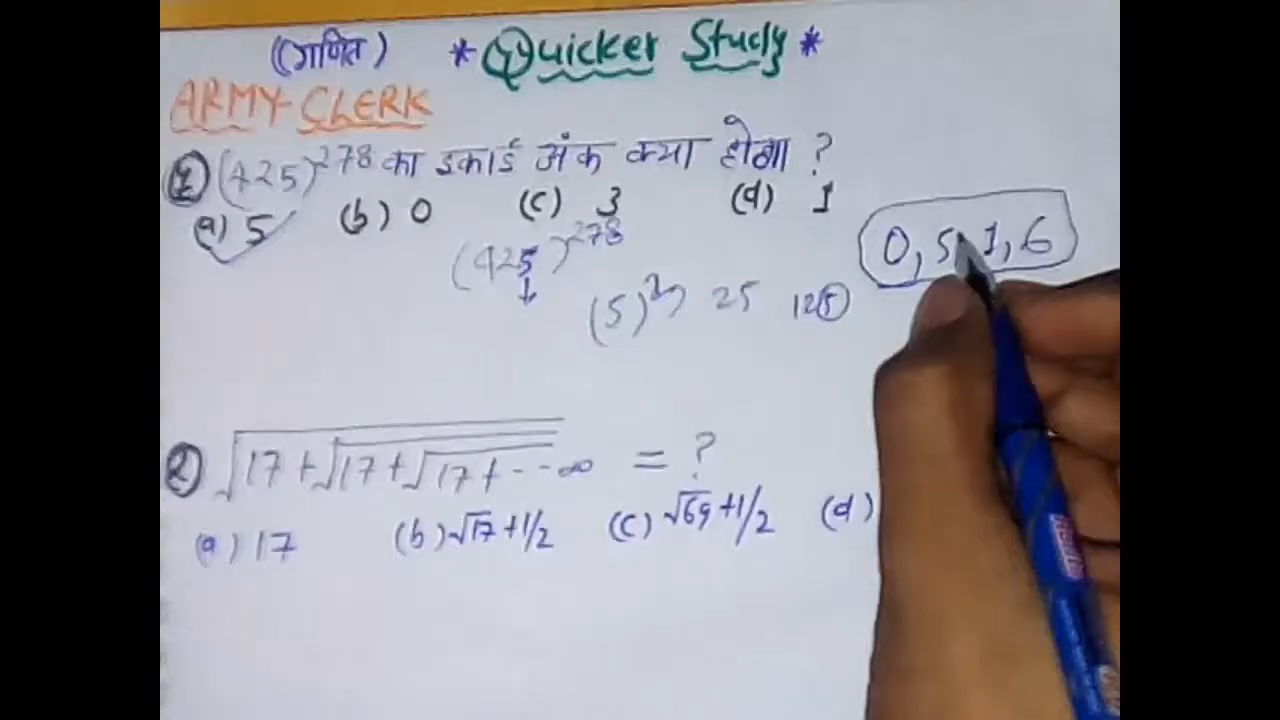 (गणित) * Quicker Study *
ARMY-CLERK
1) (425)^278 का इकाई अंक क्या होगा ?
(a) 5 (b) 0 (c) 3 (d) 1
(425)^278
0, 5, 1, 6
(5) 25 125
2) √17+√17+√17+---∞ = ?
(a) 17 (b) √17+1/2 (c) √69+1/2 (d)